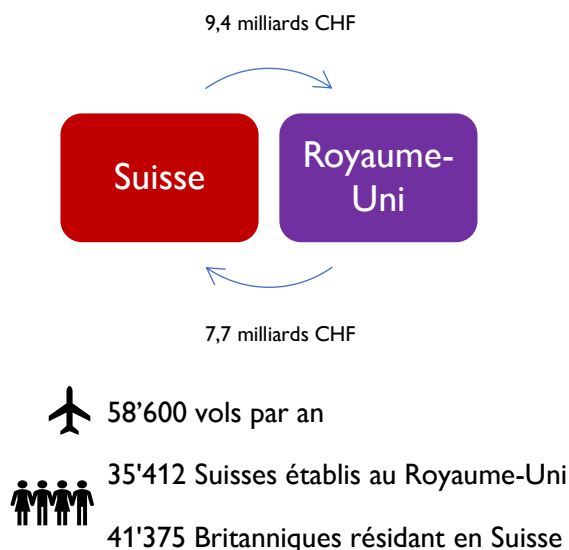 9,4 milliards CHF
Suisse
Royaume-
Uni
7,7 milliards CHF
58’600 vols par an
35'412 Suisses établis au Royaume-Uni
41'375 Britanniques résidant en Suisse